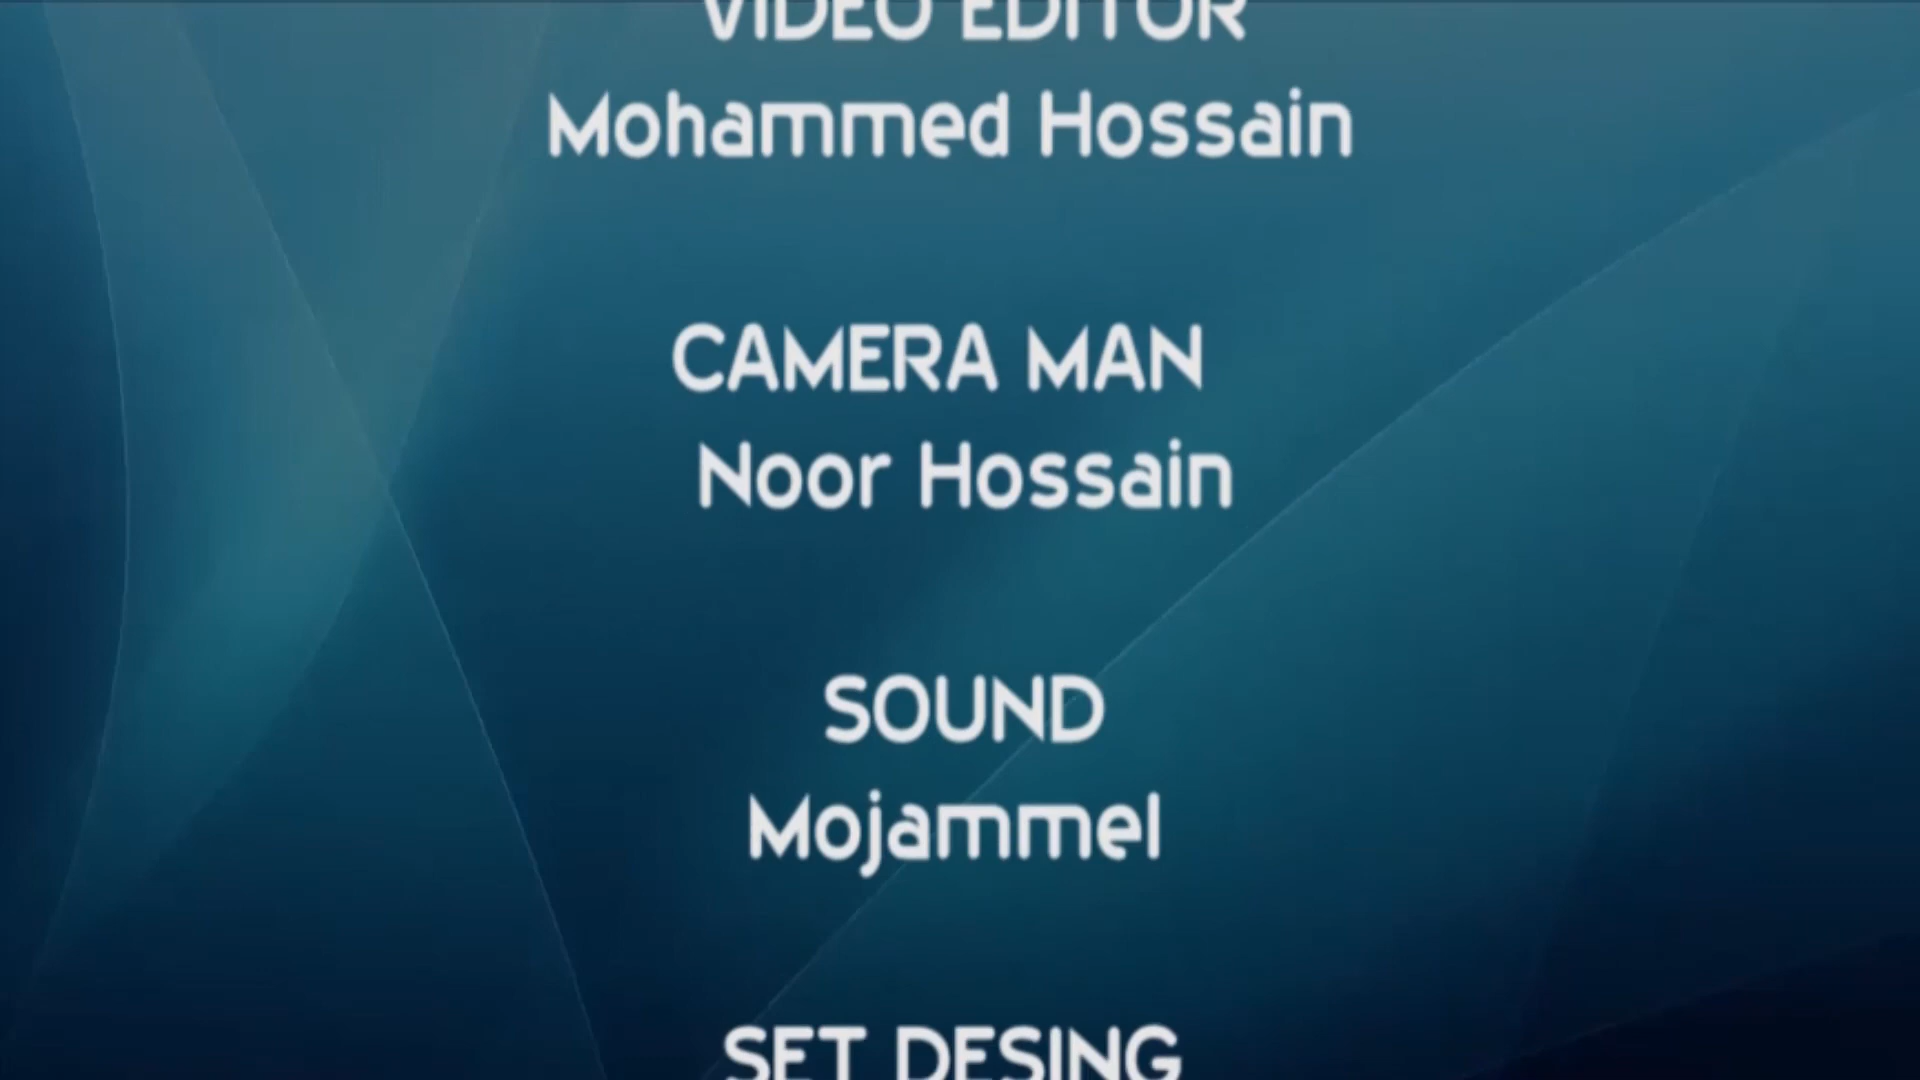 VIDEO EDITOR
Mohammed Hossain
CAMERA MAN
Noor Hossain
SOUND
Mojammel
SET DESING